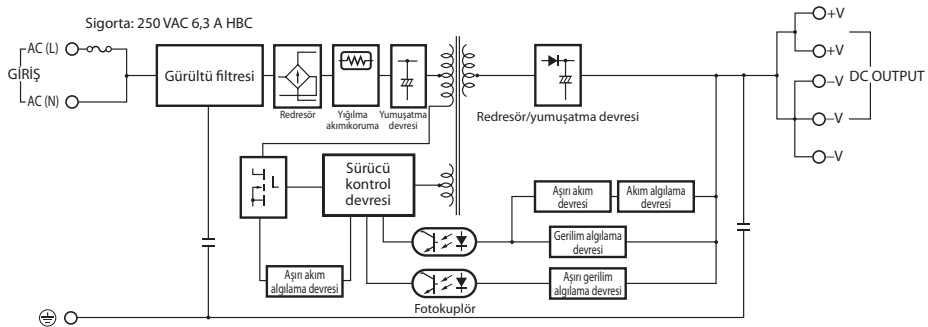 Sigorta: 250 VAC 6,3 A HBC
AC (L)
GİRİŞ
AC (N)
Gürültü filtresi
Redresör
Yığılma
akımıkoruma
Yumuşatma
devresi
Redresör/yumuşatma devresi
+V
+V
–V
–V
–V
DC OUTPUT
Sürücü
kontrol
devresi
Aşırı akım
algılama devresi
Aşırı akım
devresi
Akım algılama
devresi
Gerilim algılama
devresi
Aşırı gerilim
algılama devresi
Fotokuplör